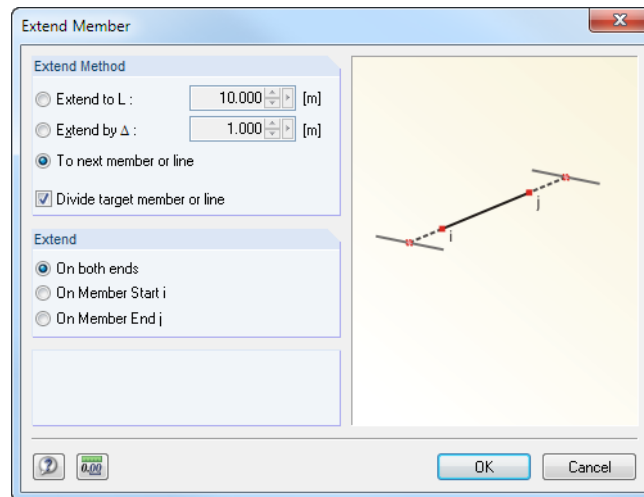 Extend Member
Extend Method
Extend to L :
10.000
[m]
Extend by Δ :
1.000
[m]
To next member or line
Divide target member or line
Extend
On both ends
On Member Start i
On Member End j
i
j
0.00
OK
Cancel